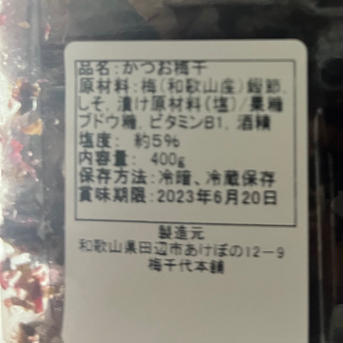 品名:かつお梅干
原材料:梅(和歌山産)鰹節,
しそ,漬け原材料(塩)/果糖
ブドウ糖,ビタミンB1,酒精
塩度: 約5%
内容量: 400g
保存方法:冷暗、冷蔵保存
賞味期限:2023年6月20日
製造元
和歌山県田辺市あけぼの12-9
梅千代本舗